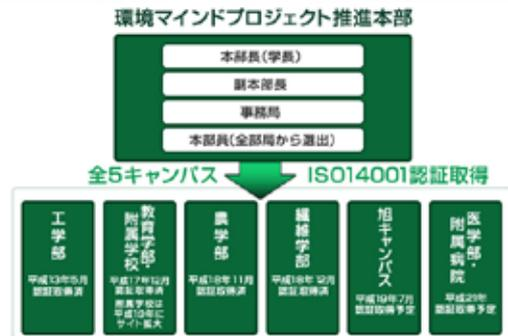 環境マインドプロジェクト推進本部
本部長(学長)
副本部長
事務局
本部員(全部局から選出)
全5キャンパス
ISO14001認証取得
工学部
平成13年5月
認証取得済
教育学部・
附属学校
平成17年12月
認証取得済
附属学校は
平成19年に
サイト拡大
農学部
平成18年11月
認証取得済
繊維学部
平成18年12月
認証取得済
旭キャンパス
平成19年7月
認証取得予定
医学部・
附属病院
平成21年
認証取得予定